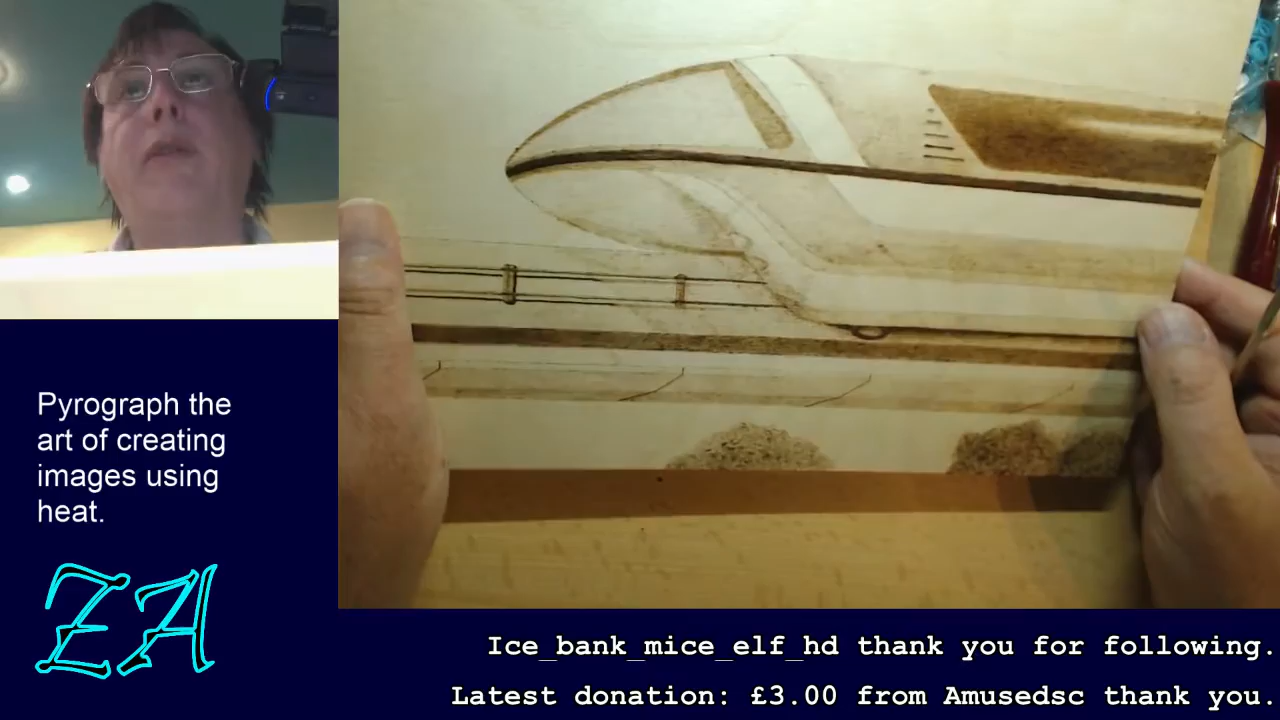 Pyrograph the
art of creating
images using
heat.
ZA
Ice_bank_mice_elf_hd thank you for following.
Latest donation: £3.00 from Amusedsc thank you.